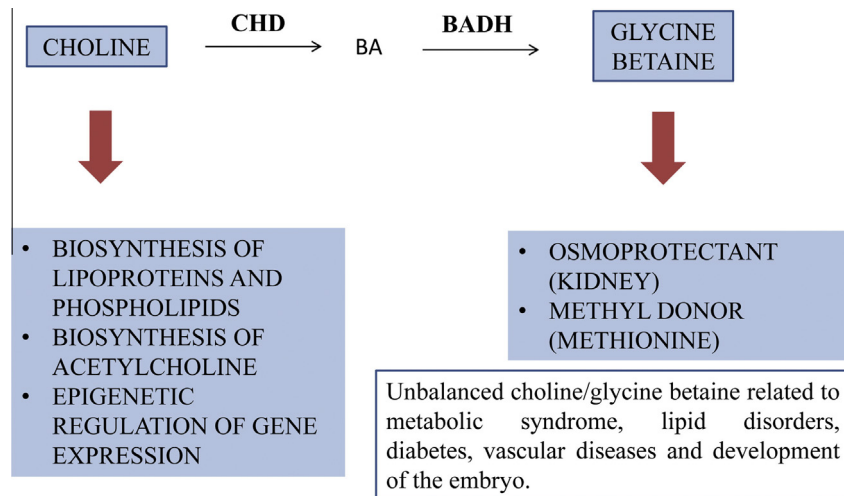 CHOLINE
CHD
BA
BADH
GLYCINE
BETAINE
• BIOSYNTHESIS OF
LIPOPROTEINS AND
PHOSPHOLIPIDS
• BIOSYNTHESIS OF
ACETYLCHOLINE
• EPIGENETIC
REGULATION OF GENE
EXPRESSION
• OSMOPROTECTANT
(KIDNEY)
• METHYL DONOR
(METHIONINE)
Unbalanced choline/glycine betaine related to
metabolic syndrome, lipid disorders,
diabetes, vascular diseases and development
of the embryo.